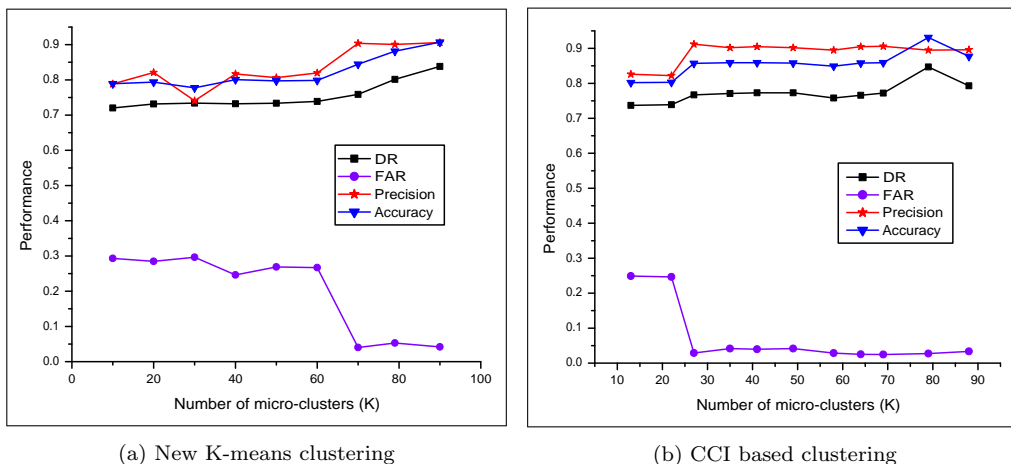 0.9
0.8
0.7
0.6
0.5
0.4
0.3
0.2
0.1
0.0
Performance
DR
FAR
Precision
Accuracy
0 20 40 60 80 100
Number of micro-clusters (K)
(a) New K-means clustering
0.9
0.8
0.7
0.6
0.5
0.4
0.3
0.2
0.1
0.0
Performance
DR
FAR
Precision
Accuracy
10 20 30 40 50 60 70 80 90
Number of micro-clusters (K)
(b) CCI based clustering